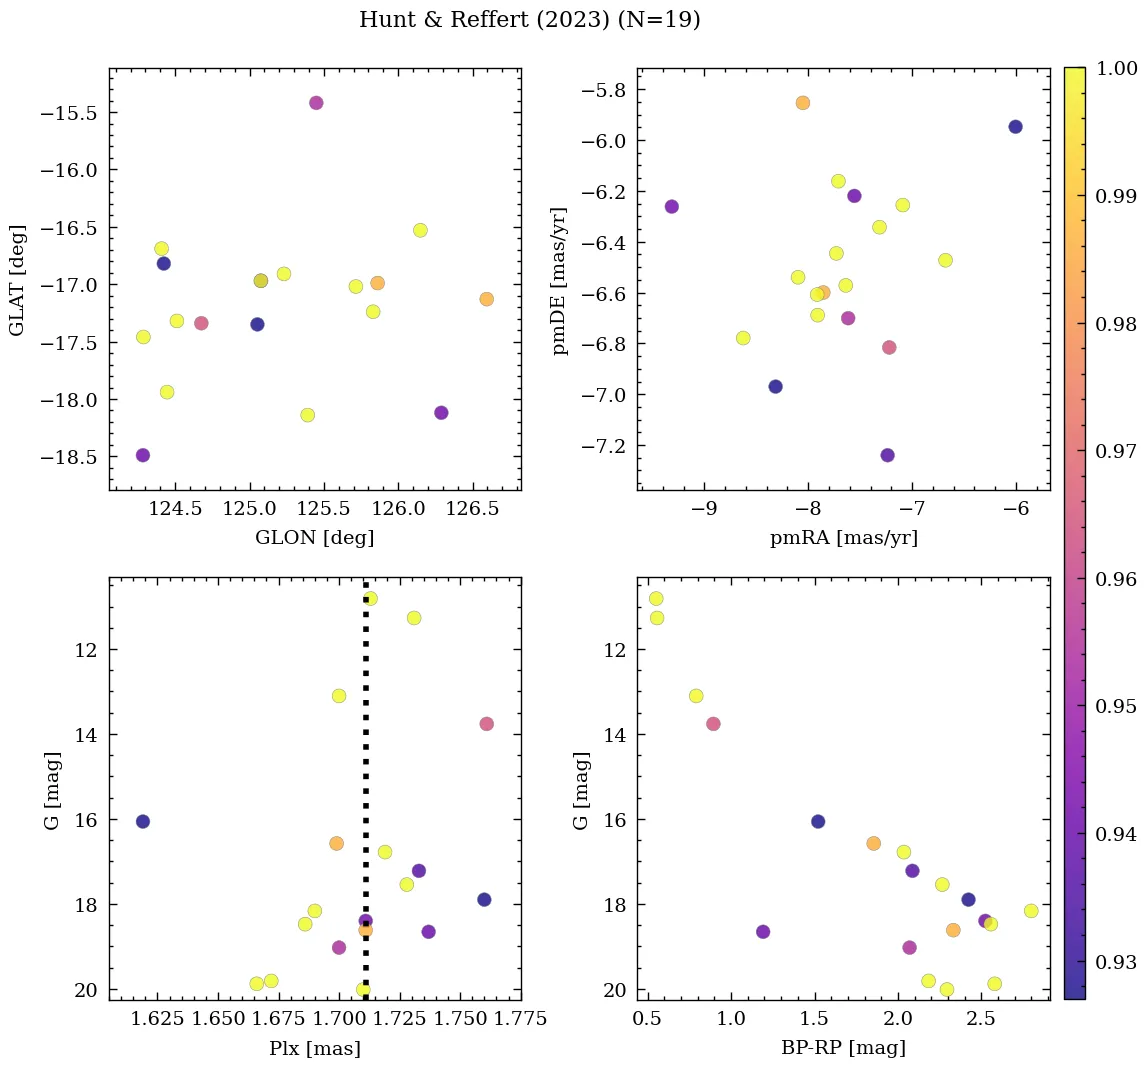 Hunt & Reffert (2023) (N=19)
−15.5
−16.0
−16.5
−17.0
−17.5
−18.0
−18.5
GLAT [deg]
124.5 125.0 125.5 126.0 126.5
GLON [deg]
−5.8
−6.0
−6.2
−6.4
−6.6
−6.8
−7.0
−7.2
pmDE [mas/yr]
−9 −8 −7 −6
pmRA [mas/yr]
12
14
16
18
20
G [mag]
1.625 1.650 1.675 1.700 1.725 1.750 1.775
Plx [mas]
12
14
16
18
20
G [mag]
0.5 1.0 1.5 2.0 2.5
BP-RP [mag]
1.00
0.99
0.98
0.97
0.96
0.95
0.94
0.93